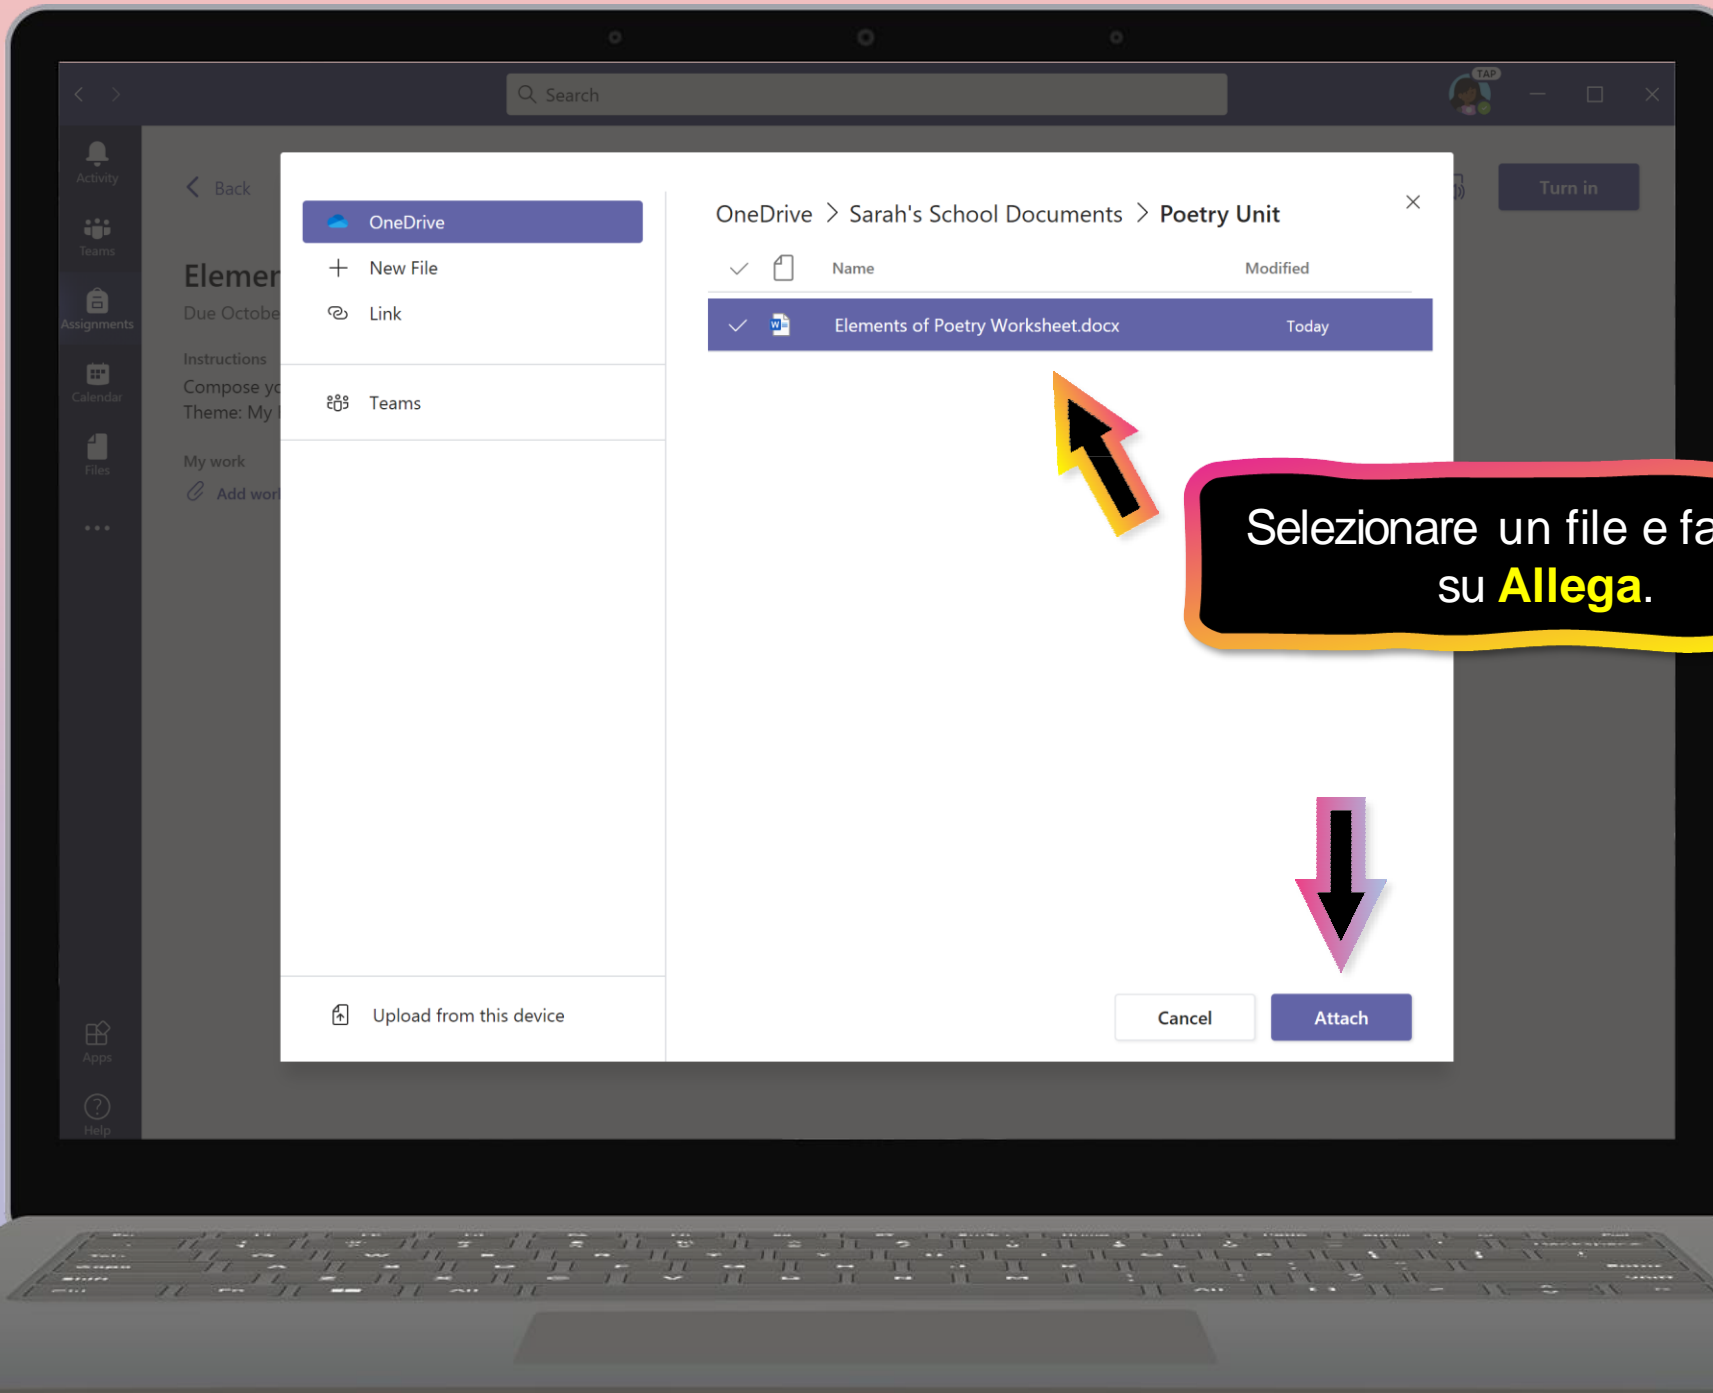 Search
TAP
Activity
Teams
Assignments
Calendar
Files
Apps
Help
Back
Turn in
Elemen
Due Octobe
Instructions
Compose yo
Theme: My
My work
Add worl
OneDrive
New File
Link
Teams
Upload from this device
OneDrive > Sarah's School Documents > Poetry Unit
Name Modified
Elements of Poetry Worksheet.docx Today
Selezionare un file e fa
su Allega.
Cancel
Attach